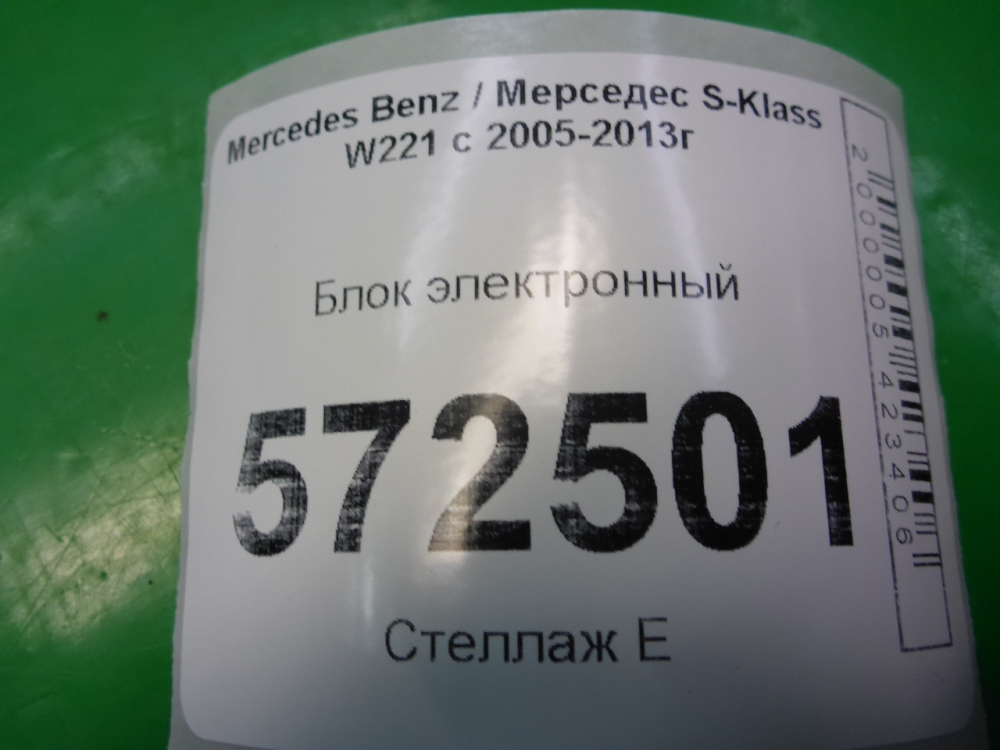 Mercedes Benz / Мерседес S-Klass
W221 с 2005-2013г
Блок электронный
572501
Стеллаж Е
2000005423406